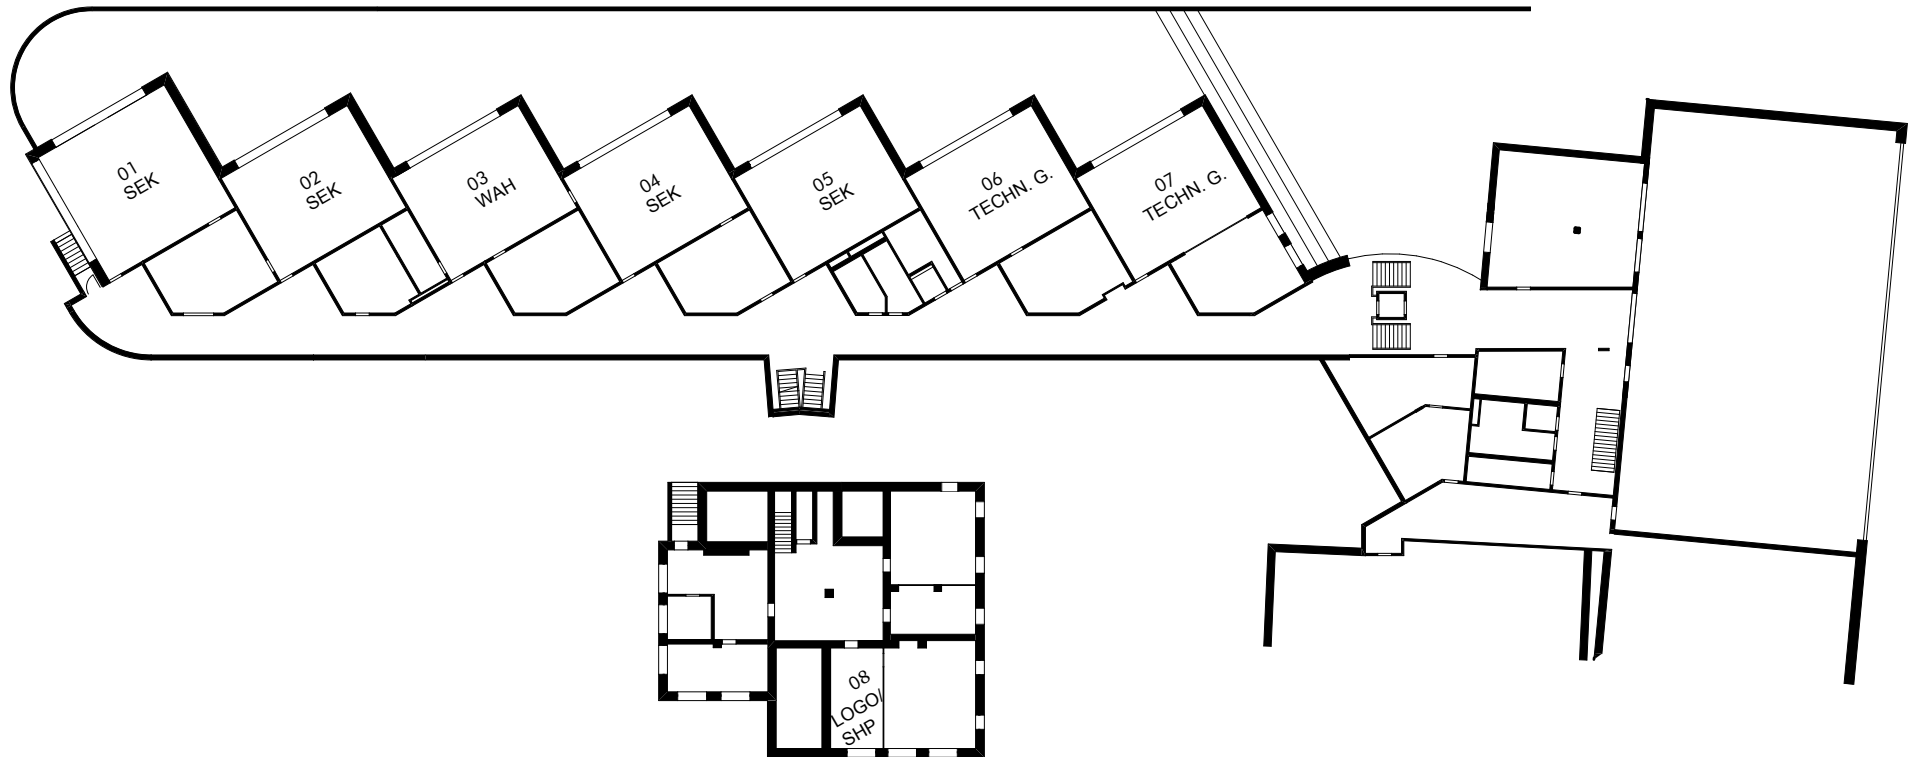 01
SEK
02
SEK
03
WAH
04
SEK
05
SEK
06
TECHN. G.
07
TECHN. G.
08
LOGO/
SHP